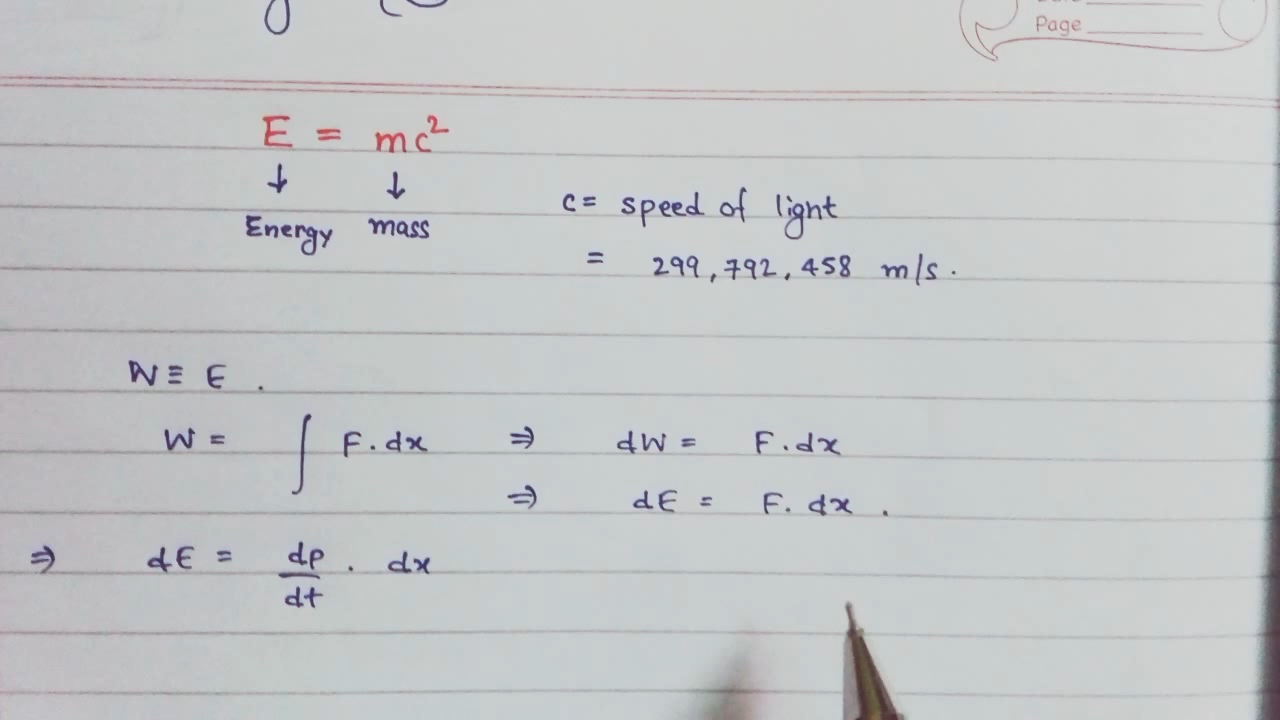 Page
E = mc²
↓ ↓
Energy mass
c = speed of light
= 299,792,458 m/s.
W ≡ E .
W = ∫ F.dx ⇒ dW = F.dx
⇒ dE = F.dx .
⇒ dE = dp/dt . dx